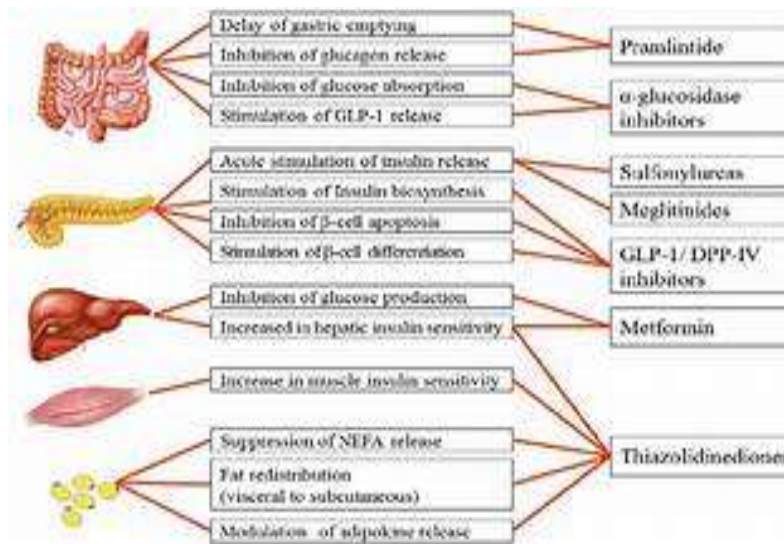 Delay of gastric emptying
Inhibition of glucagen release
Inhibition of glucose absorption
Stimulation of GLP-1 release
Pramlintide
α-glucosidase
inhibitors
Acute stimulation of insulin release
Stimulation of Insulin biosynthesis
Inhibition of β-cell apoptosis
Stimulation of β-cell differentiation
Sulfonylureas
Meglitinides
GLP-1/ DPP-IV
inhibitors
Inhibition of glucose production
Increased in hepatic insulin sensitivity
Metformin
Increase in muscle insulin sensitivity
Suppression of NEFA release
Fat redistribution
(visceral to subcutaneous)
Modulation of adipokine release
Thiazolidinediones